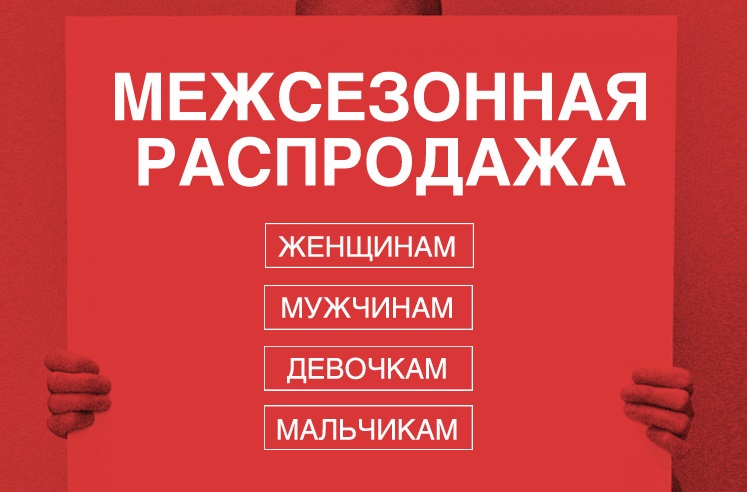 МЕЖСЕЗОННАЯ
РАСПРОДАЖА
ЖЕНЩИНАМ
МУЖЧИНАМ
ДЕВОЧКАМ
МАЛЬЧИКАМ